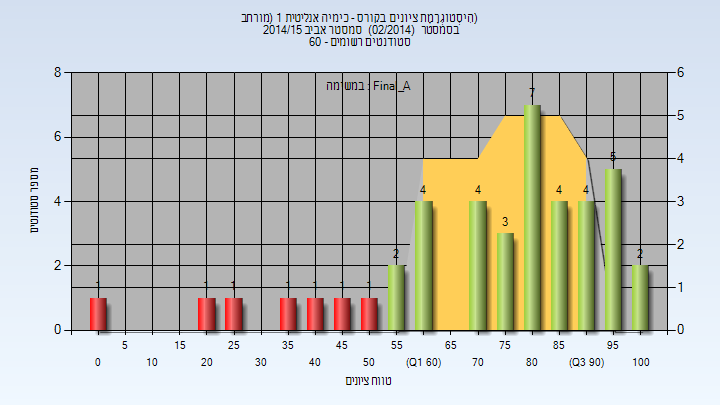 (הִיסְטוֹגְרָמַת ציונים בקורס - כימיה אנליטית 1 (מורחב
בסמסטר (02/2014) סמסטר אביב 2014/15
סטודנטים רשומים - 60
במשימה : Final_A
8 6 4 2 0
מספר סטודנטים
6 5 4 3 2 1 0
1 1 1 1 1 1 1 2 4 4 3 7 4 4 5 2
5 15 25 35 45 55 65 75 85 95
0 10 20 30 40 50 (Q1 60) 70 80 (Q3 90) 100
טווח ציונים